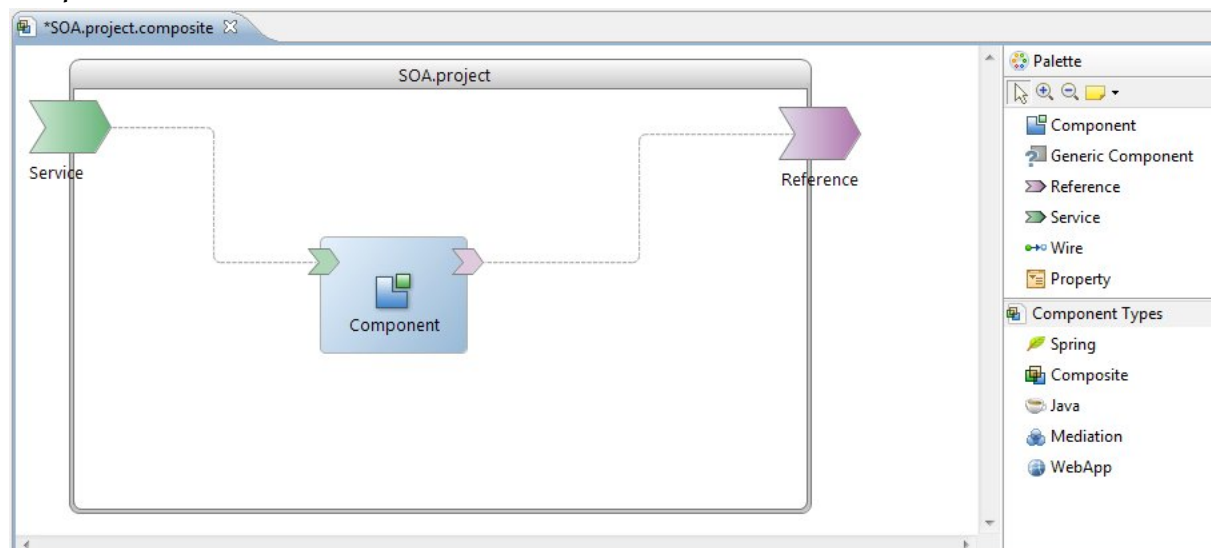 *SOA.project.composite
SOA.project
Service
Reference
Component
Palette
Component
Generic Component
Reference
Service
Wire
Property
Component Types
Spring
Composite
Java
Mediation
WebApp